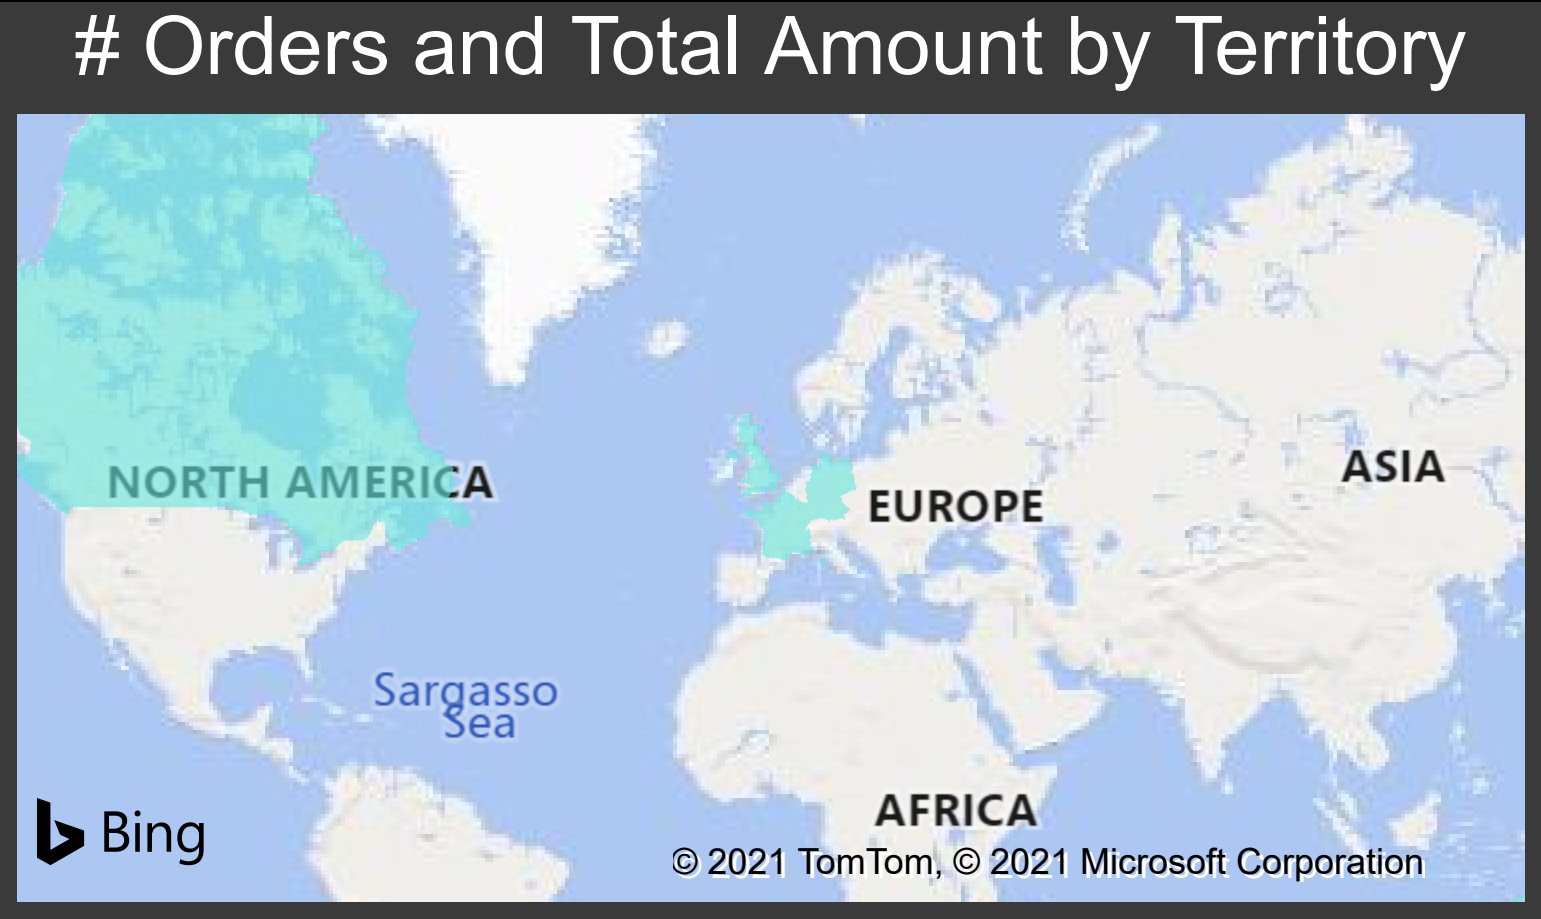 # Orders and Total Amount by Territory
NORTH AMERICA
ASIA
EUROPE
Sargasso
Sea
AFRICA
Bing
© 2021 TomTom, © 2021 Microsoft Corporation